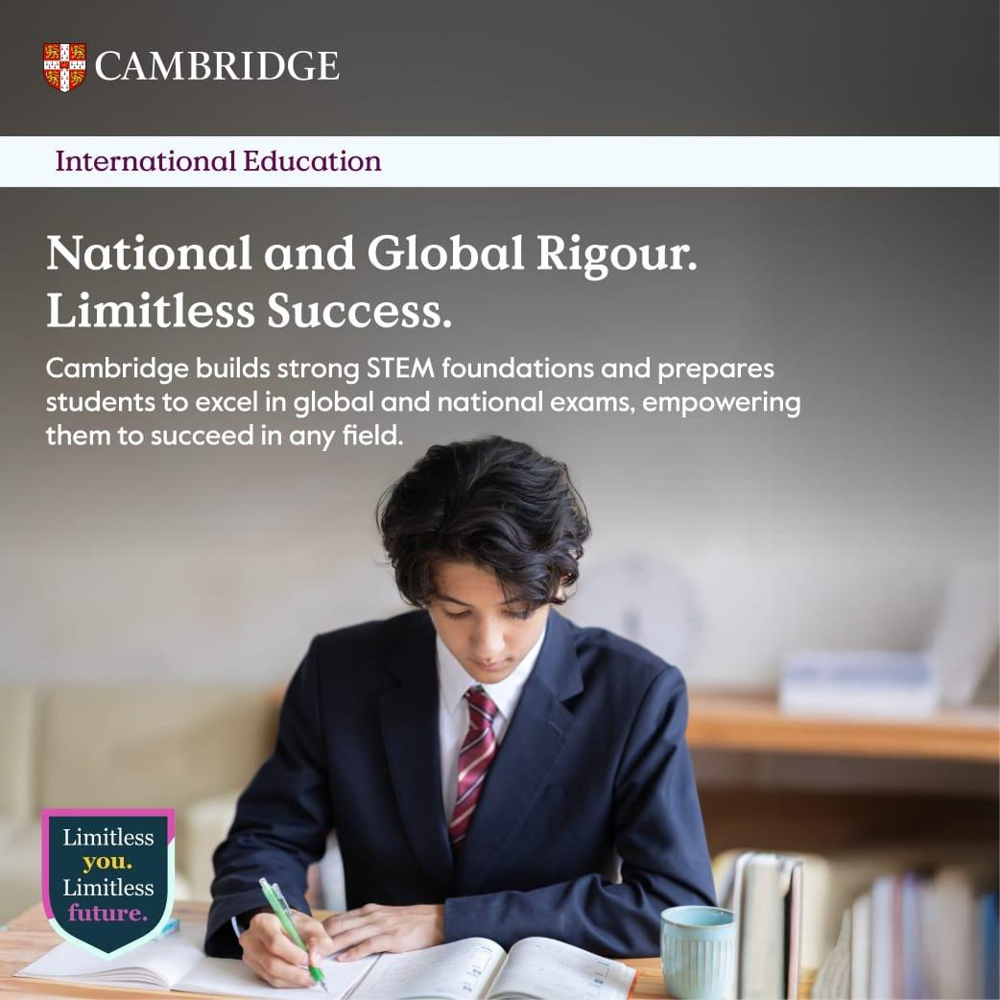 CAMBRIDGE
International Education
National and Global Rigour.
Limitless Success.
Cambridge builds strong STEM foundations and prepares
students to excel in global and national exams, empowering
them to succeed in any field.
Limitless
you.
Limitless
future.